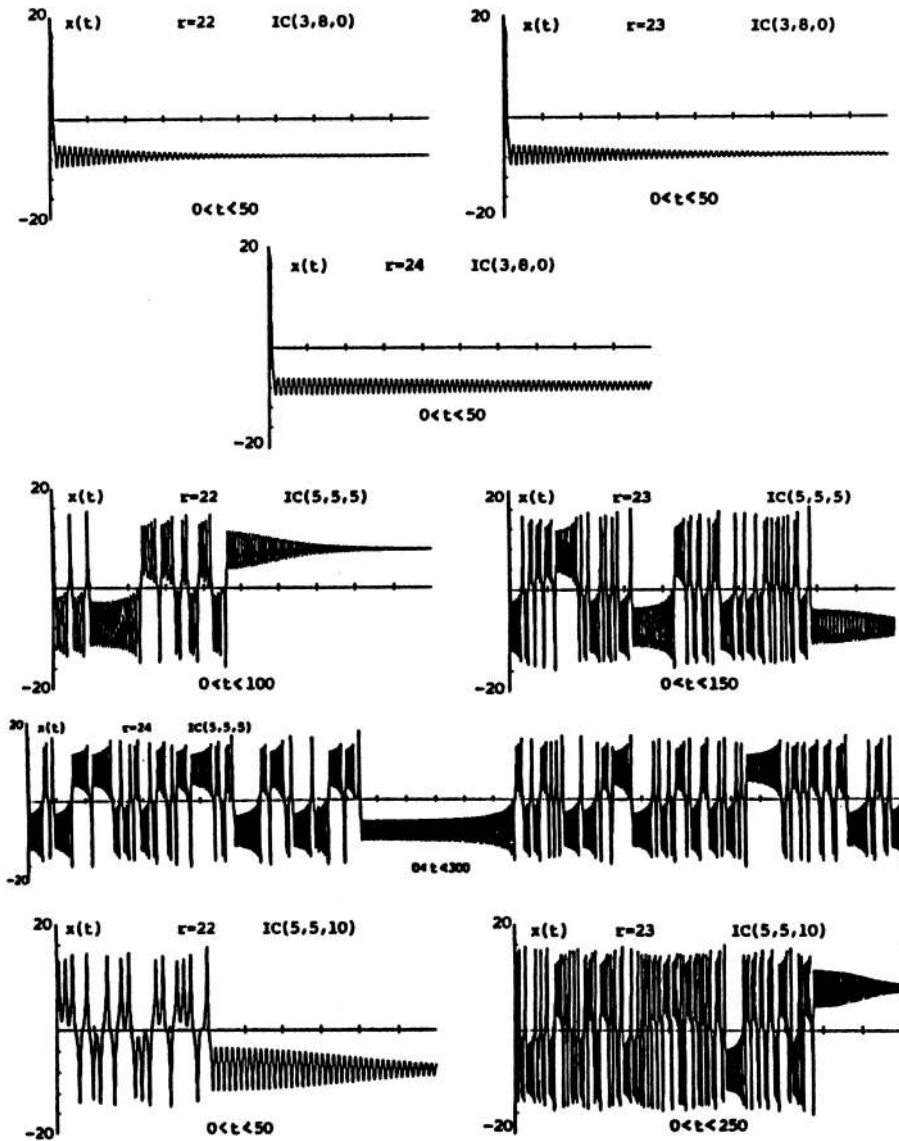 20 x(t) r=22 IC(3,8,0)
-20 0<t<50
20 x(t) r=23 IC(3,8,0)
-20 0<t<50
20 x(t) r=24 IC(3,8,0)
-20 0<t<50
20 x(t) r=22 IC(5,5,5)
-20 0<t<100
20 x(t) r=23 IC(5,5,5)
-20 0<t<150
20 x(t) r=24 IC(5,5,5)
-20 0<t<300
20 x(t) r=22 IC(5,5,10)
-20 0<t<50
20 x(t) r=23 IC(5,5,10)
-20 0<t<250